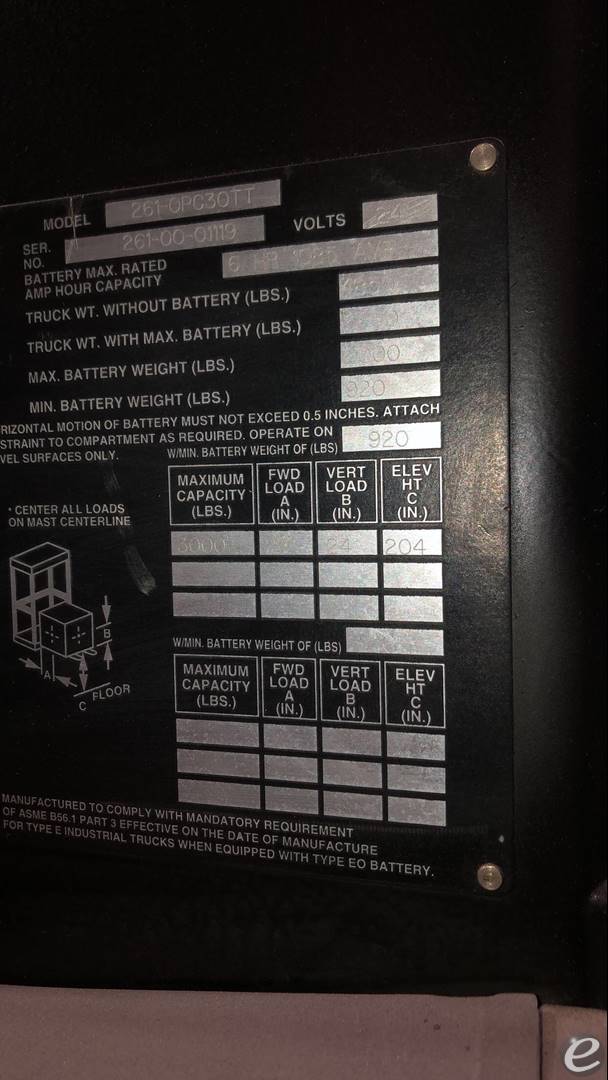 MODEL 261-OPC30TT
SER. NO. 261-00-01119 VOLTS 24
BATTERY MAX. RATED
AMP HOUR CAPACITY 6 HR
TRUCK WT. WITHOUT BATTERY (LBS.)
TRUCK WT. WITH MAX. BATTERY (LBS.)
MAX. BATTERY WEIGHT (LBS.)
MIN. BATTERY WEIGHT (LBS.) 920
RIZONTAL MOTION OF BATTERY MUST NOT EXCEED 0.5 INCHES. ATTACH
STRAINT TO COMPARTMENT AS REQUIRED. OPERATE ON
VEL SURFACES ONLY. W/MIN. BATTERY WEIGHT OF (LBS) 920
MAXIMUM CAPACITY (LBS.) FWD LOAD A (IN.) VERT LOAD B (IN.) ELEV HT C (IN.)
* CENTER ALL LOADS
ON MAST CENTERLINE
3000 24 204
B
A
C FLOOR
W/MIN. BATTERY WEIGHT OF (LBS)
MAXIMUM CAPACITY (LBS.) FWD LOAD A (IN.) VERT LOAD B (IN.) ELEV HT C (IN.)
MANUFACTURED TO COMPLY WITH MANDATORY REQUIREMENT
OF ASME B56.1 PART 3 EFFECTIVE ON THE DATE OF MANUFACTURE
FOR TYPE E INDUSTRIAL TRUCKS WHEN EQUIPPED WITH TYPE EO BATTERY.
e